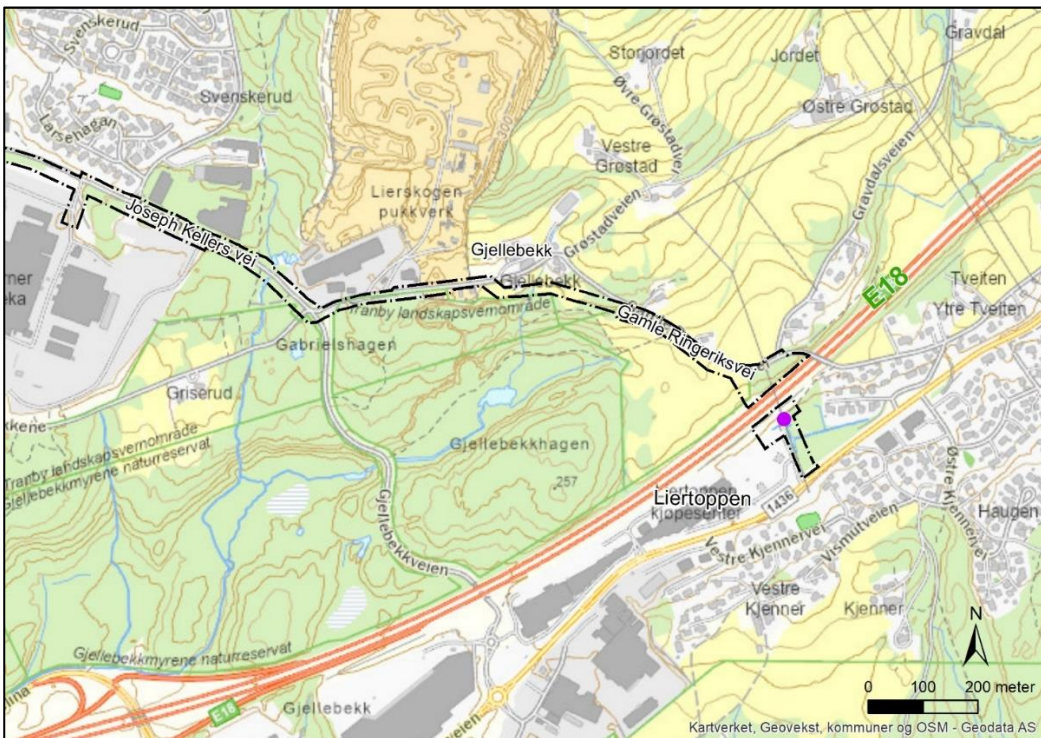 Svenskerud
Svenskerud
Larsehagan
Storjordet
Jordet
Gravdal
Øvre Grøstadvei
Østre Grøstad
Vestre
Grøstad
Gravdalsveien
300
Lierskogen
pukkverk
Joseph Kellers vei
Gjellebekk
Grøstadveien
Gjellebekk
E18
Tveiten
Ytre Tveiten
Tranby landskapsvernområde
Gamle Ringeriksvei
Gabrielshagen
Griserud
Tranby landskapsvernområde
Gjellebekkmyrene naturreservat
Gjellebekkhagen
257
Gjellebekkveien
Liertoppen
kjøpesenter
1436
Østre Kjennervei
Haugen
Vestre Kjennervei
Vismutveien
Vestre
Kjenner
Kjenner
N
Gjellebekkmyrene naturreservat
E18
Gjellebekk
0 100 200 meter
Kartverket, Geovekst, kommuner og OSM - Geodata AS